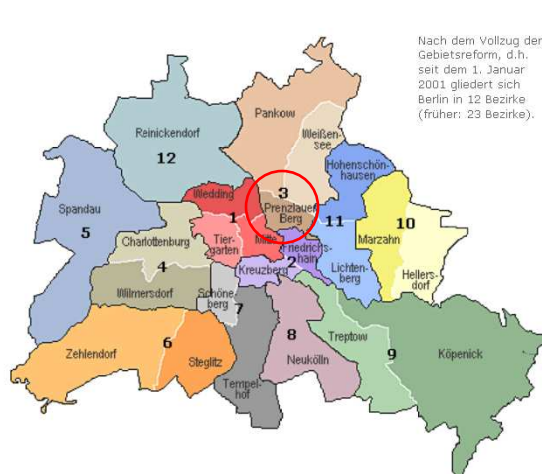 Nach dem Vollzug der
Gebietsreform, d.h.
seit dem 1. Januar
2001 gliedert sich
Berlin in 12 Bezirke
(früher: 23 Bezirke).
Pankow
Weißen-
see
Reinickendorf
12
Hohenschön-
hausen
Wedding
3
Prenzlauer
Berg
Spandau
5
1
11
10
Charlottenburg
Tier-
garten
Mitte
Friedrichs-
hain
Marzahn
4
2
Kreuzberg
Lichten-
berg
Hellers-
dorf
Wilmersdorf
Schöne-
berg
7
Zehlendorf
6
Steglitz
8
Neukölln
Treptow
9
Köpenick
Tempel-
hof